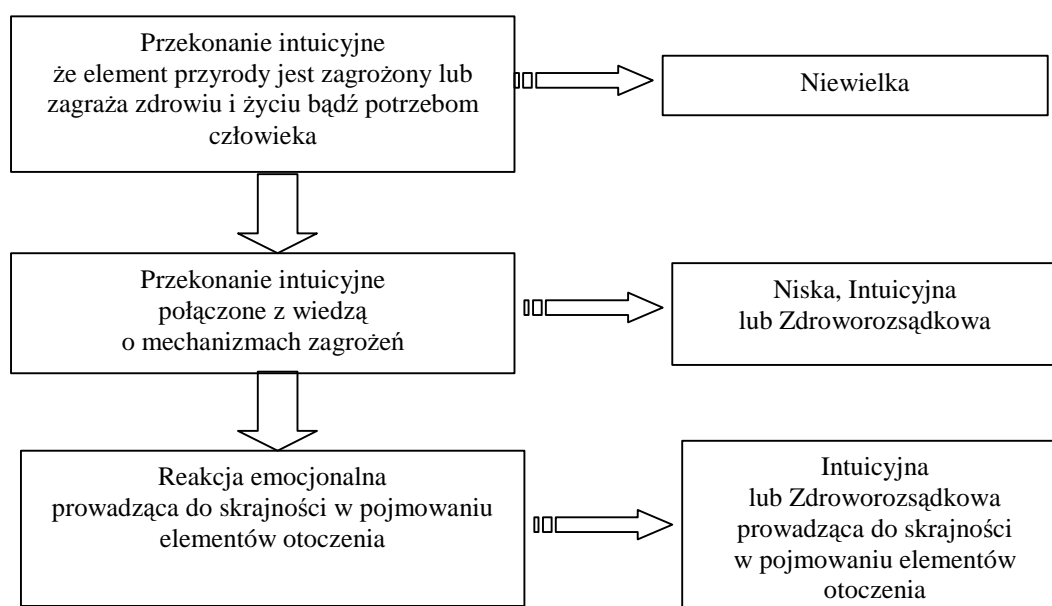 Przekonanie intuicyjne
że element przyrody jest zagrożony lub
zagraża zdrowiu i życiu bądź potrzebom
człowieka
Niewielka
Przekonanie intuicyjne
połączone z wiedzą
o mechanizmach zagrożeń
Niska, Intuicyjna
lub Zdroworozsądkowa
Reakcja emocjonalna
prowadząca do skrajności w pojmowaniu
elementów otoczenia
Intuicyjna
lub Zdroworozsądkowa
prowadząca do skrajności
w pojmowaniu elementów
otoczenia